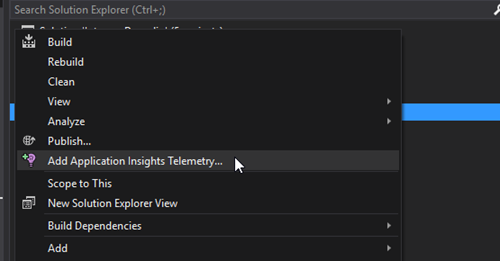 Search Solution Explorer (Ctrl+;)
Build
Rebuild
Clean
View
Analyze
Publish...
Add Application Insights Telemetry...
Scope to This
New Solution Explorer View
Build Dependencies
Add